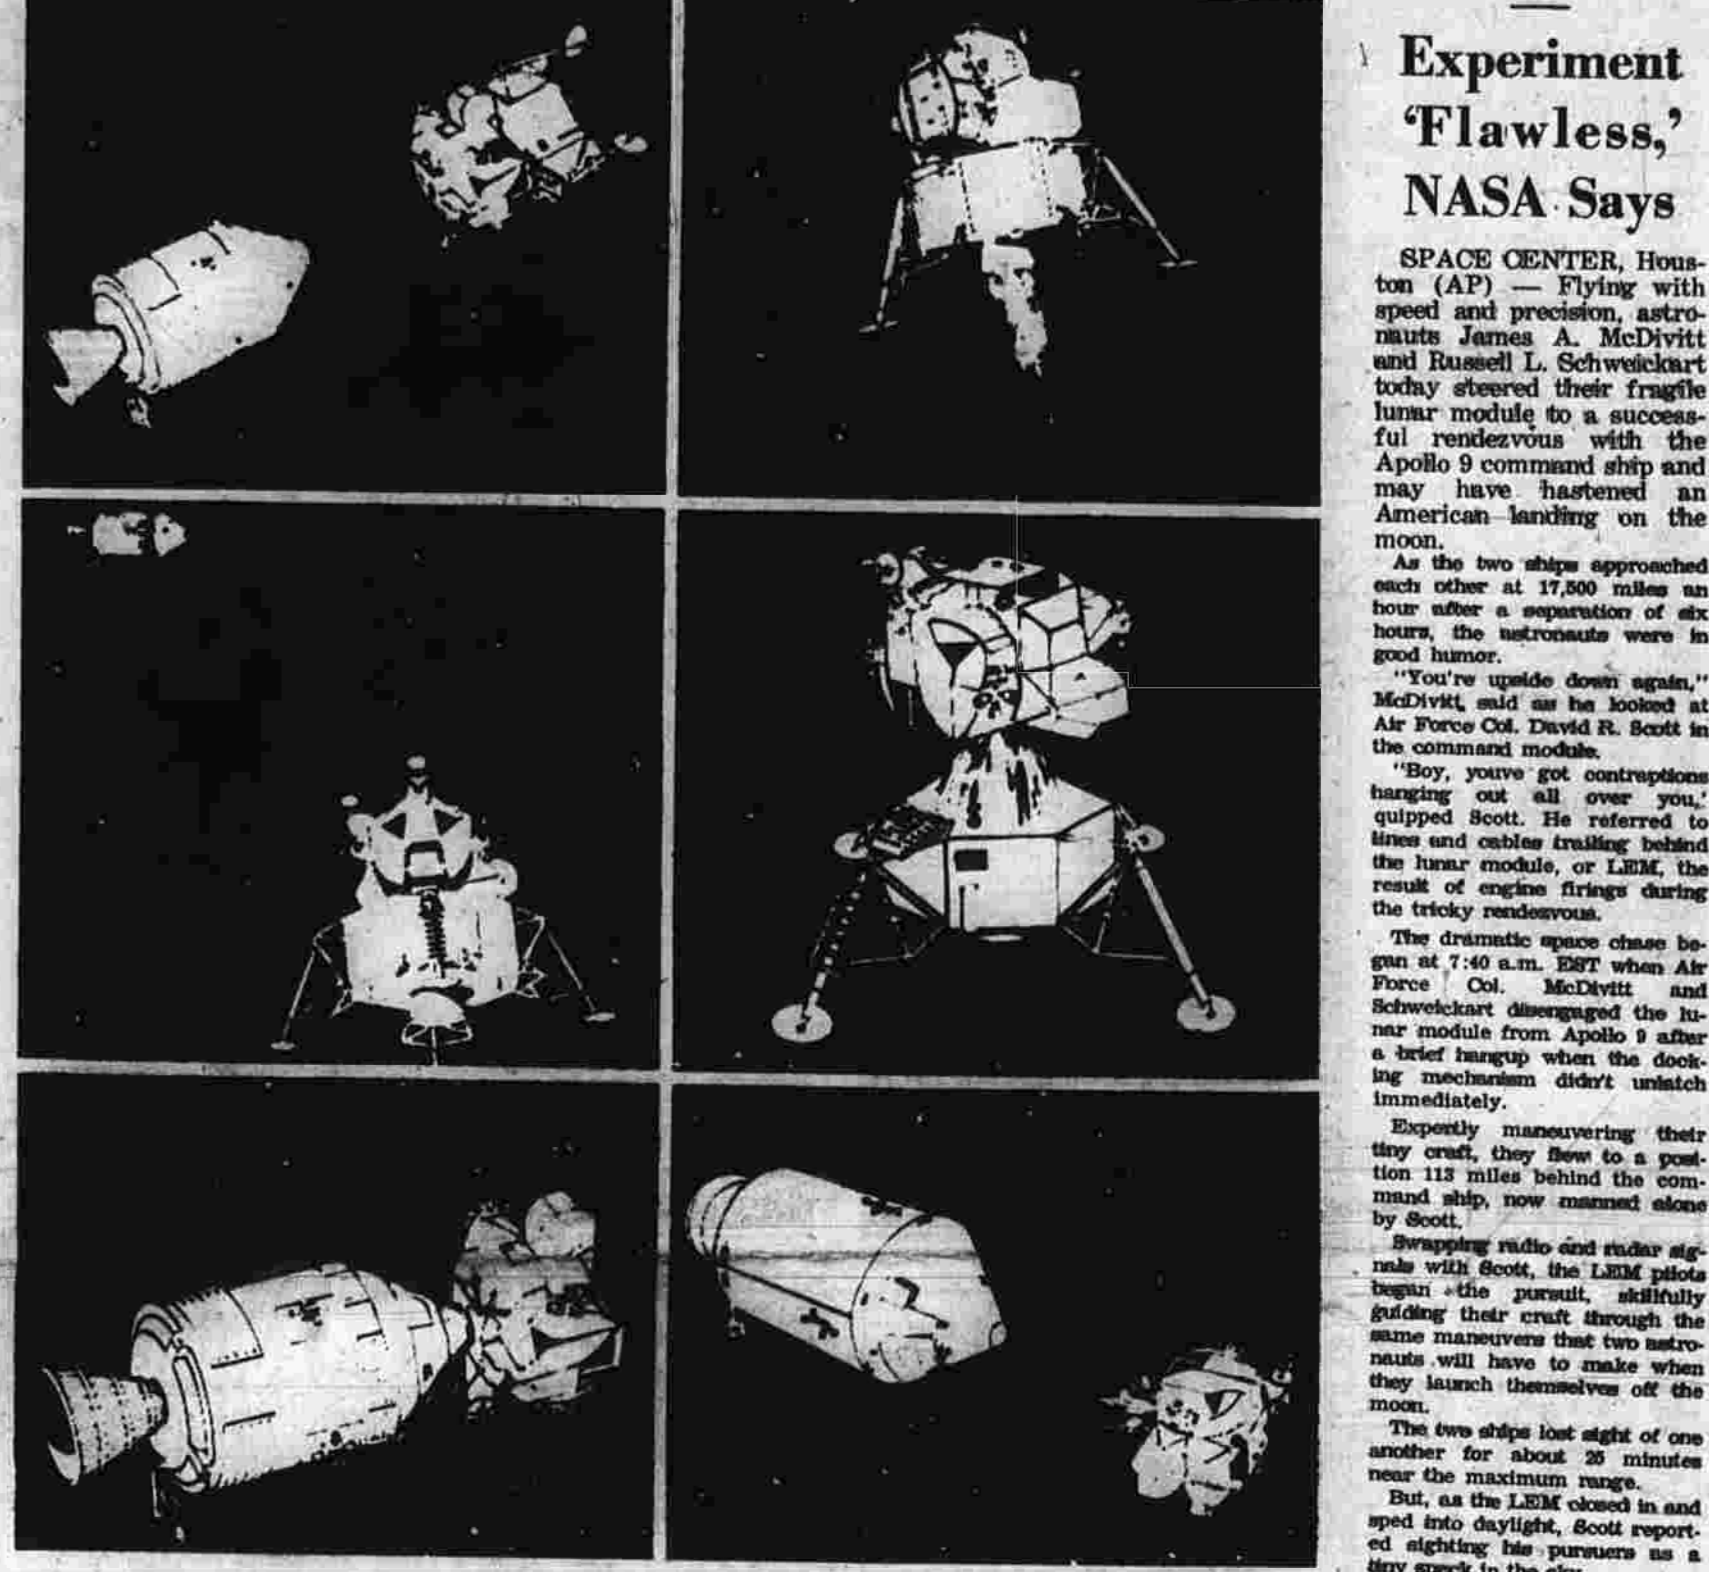 Experiment
‘Flawless,’
NASA Says
SPACE CENTER, Hous-
ton (AP) — Flying with
speed and precision, astro-
nauts James A. McDivitt
and Russell L. Schweickart
today steered their fragile
lunar module to a success-
ful rendezvous with the
Apollo 9 command ship and
may have hastened an
American landing on the
moon.
As the two ships approached
each other at 17,500 miles an
hour after a separation of six
hours, the astronauts were in
good humor.
"You're upside down again,"
McDivitt said as he looked at
Air Force Col. David R. Scott in
the command module.
"Boy, youve got contraptions
hanging out all over you,'
quipped Scott. He referred to
lines and cables trailing behind
the lunar module, or LEM, the
result of engine firings during
the tricky rendezvous.
The dramatic space chase be-
gan at 7:40 a.m. EST when Air
Force Col. McDivitt and
Schweickart disengaged the lu-
nar module from Apollo 9 after
a brief hangup when the dock-
ing mechanism didn't unlatch
immediately.
Expertly maneuvering their
tiny craft, they flew to a posi-
tion 113 miles behind the com-
mand ship, now manned alone
by Scott.
Swapping radio and radar sig-
nals with Scott, the LEM pilots
began the pursuit, skillfully
guiding their craft through the
same maneuvers that two astro-
nauts will have to make when
they launch themselves off the
moon.
The two ships lost sight of one
another for about 25 minutes
near the maximum range.
But, as the LEM closed in and
sped into daylight, Scott report-
ed sighting his pursuers as a
tiny speck in the sky